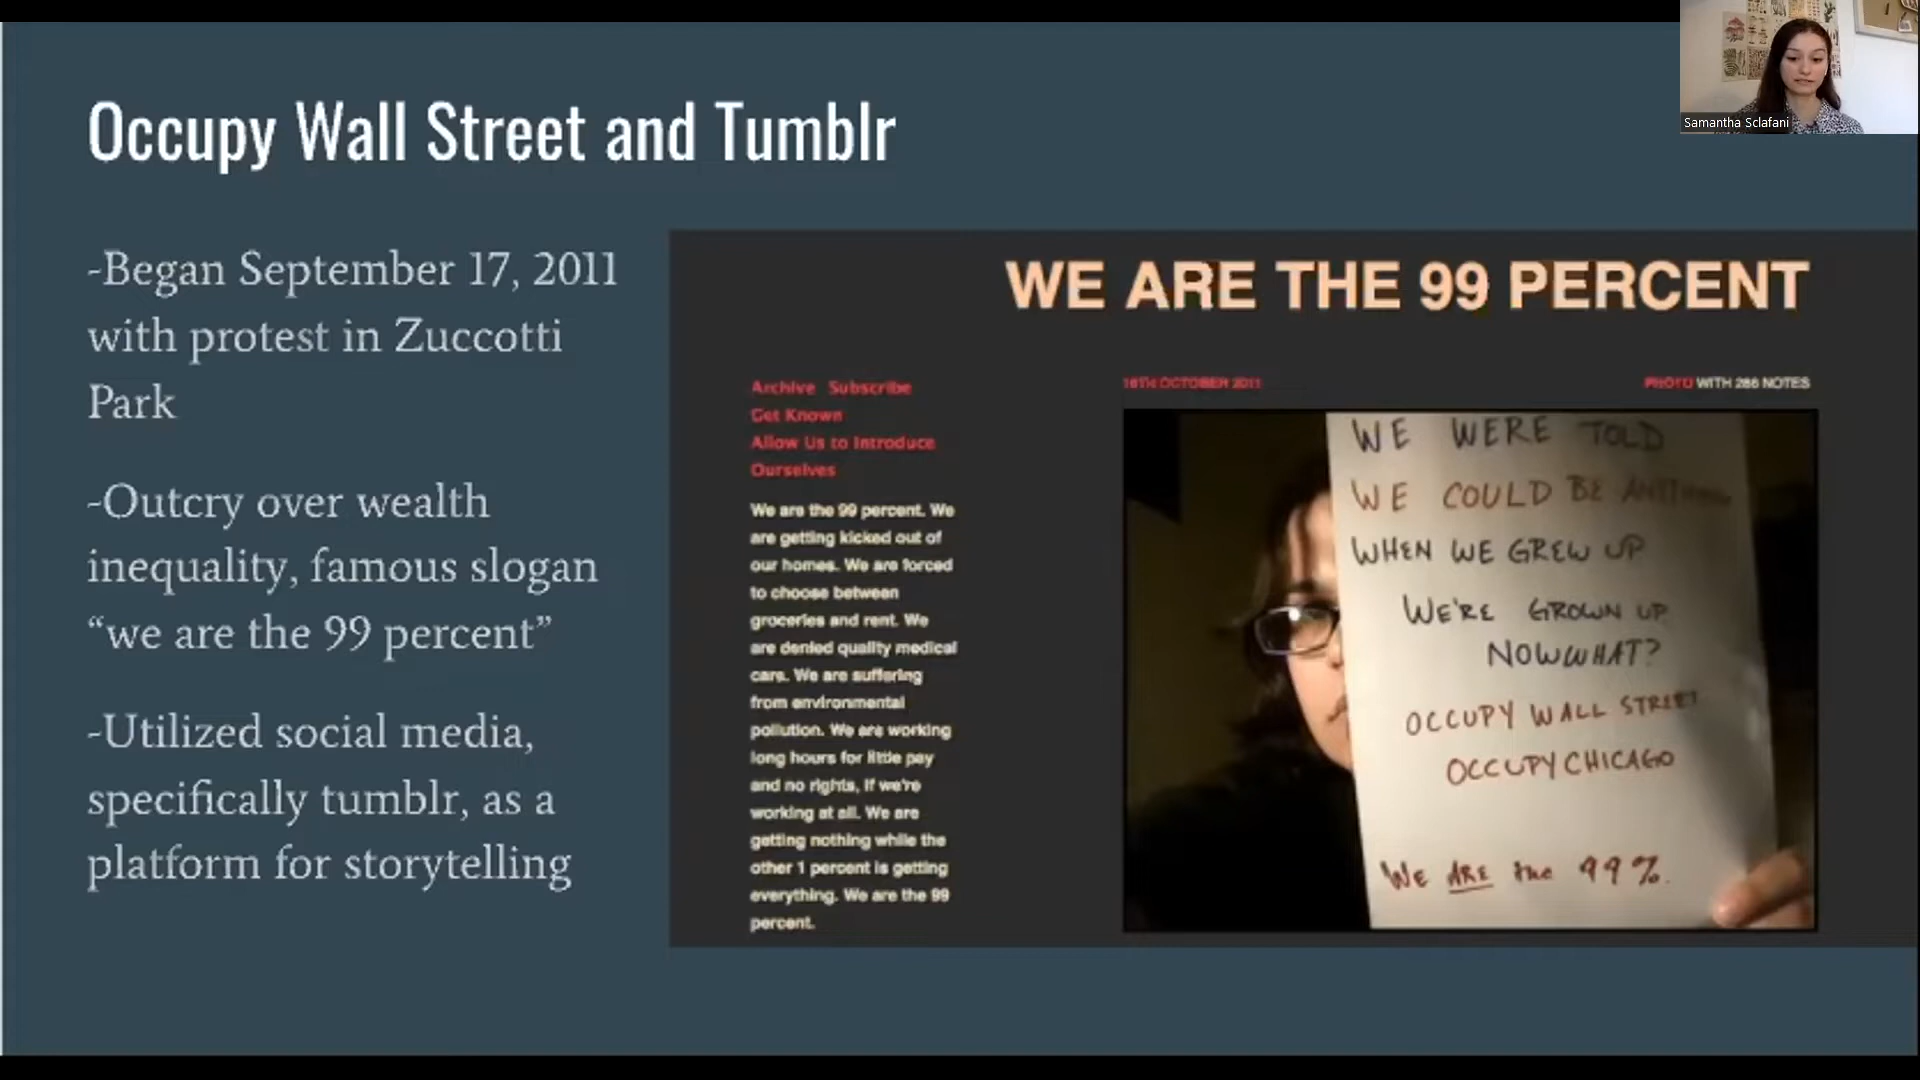 Samantha Sclafani
Occupy Wall Street and Tumblr
-Began September 17, 2011
with protest in Zuccotti
Park
-Outcry over wealth
inequality, famous slogan
“we are the 99 percent”
-Utilized social media,
specifically tumblr, as a
platform for storytelling
WE ARE THE 99 PERCENT
Archive Subscribe
Get Known
Allow Us to Introduce
Ourselves
We are the 99 percent. We
are getting kicked out of
our homes. We are forced
to choose between
groceries and rent. We
are denied quality medical
care. We are suffering
from environmental
pollution. We are working
long hours for little pay
and no rights, if we're
working at all. We are
getting nothing while the
other 1 percent is getting
everything. We are the 99
percent.
OCTOBER 2011
PHOTO WITH NOTES
WE WERE TOLD
WE COULD BE ANYTHING
WHEN WE GREW UP
WE'RE GROWN UP
NOW WHAT?
OCCUPY WALL STREET
OCCUPY CHICAGO
We ARE the 99%.